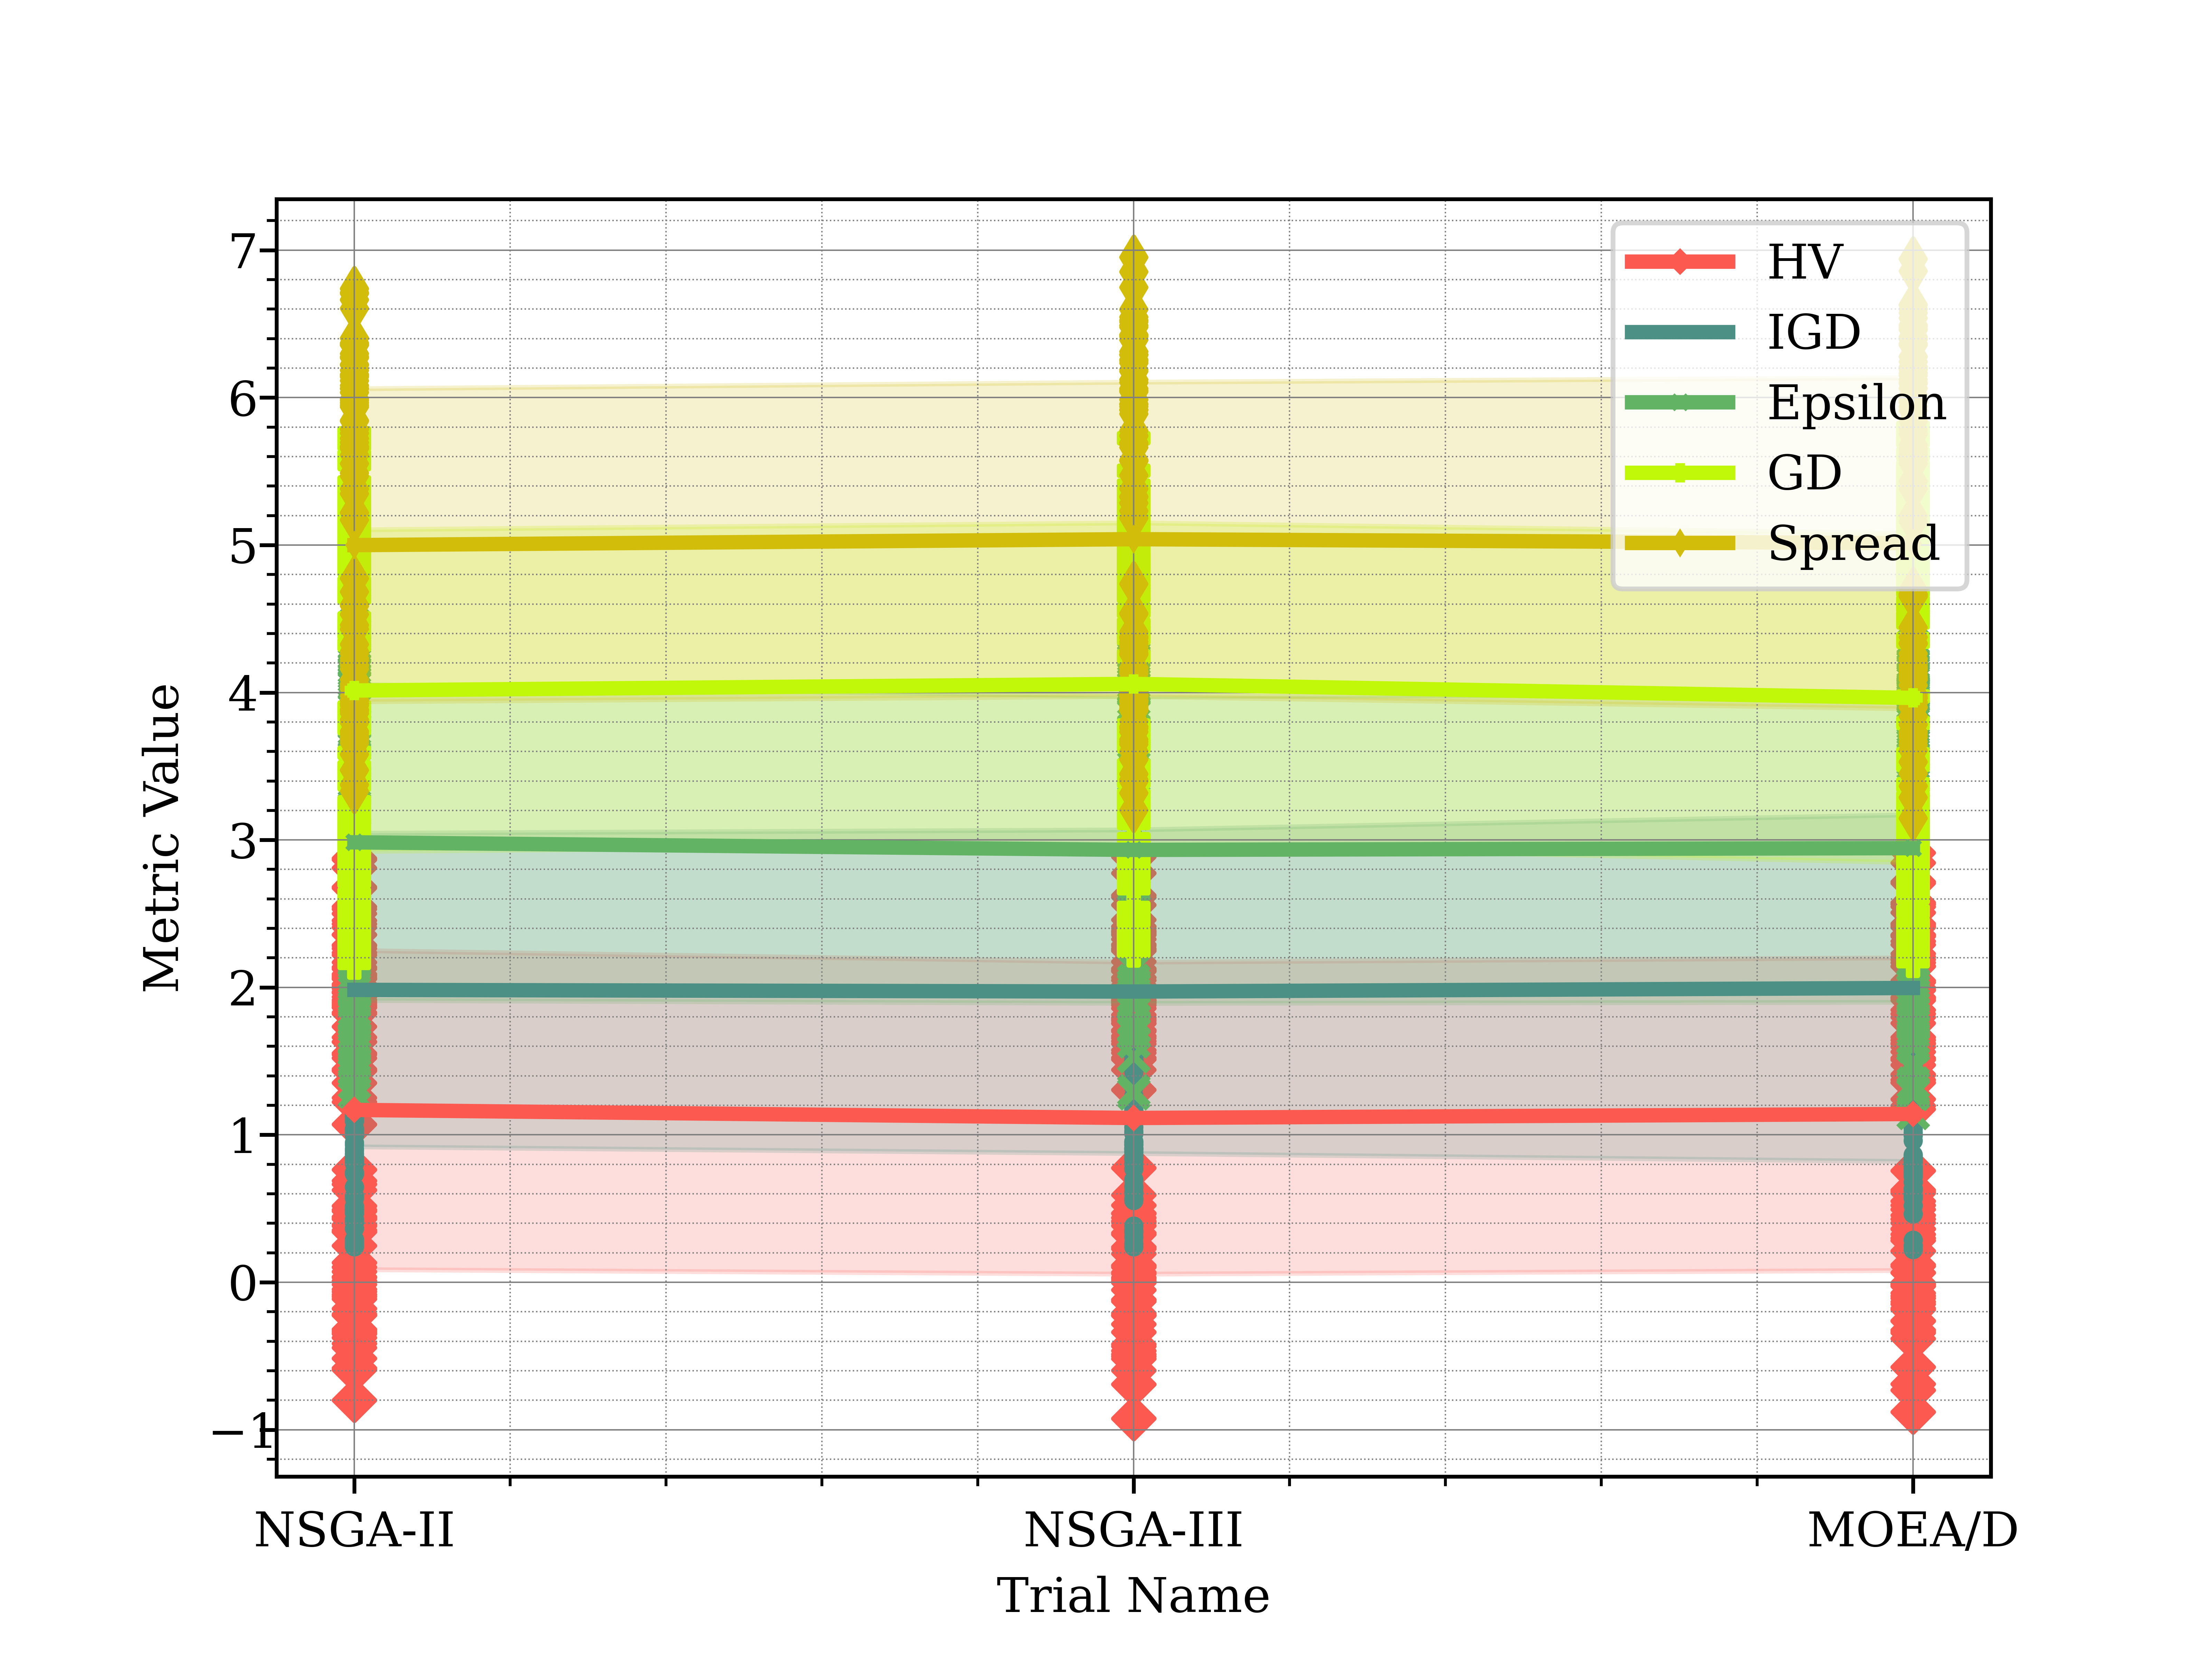 7
6
5
4
3
2
1
0
−1
Metric Value
HV
IGD
Epsilon
GD
Spread
NSGA-II
NSGA-III
MOEA/D
Trial Name